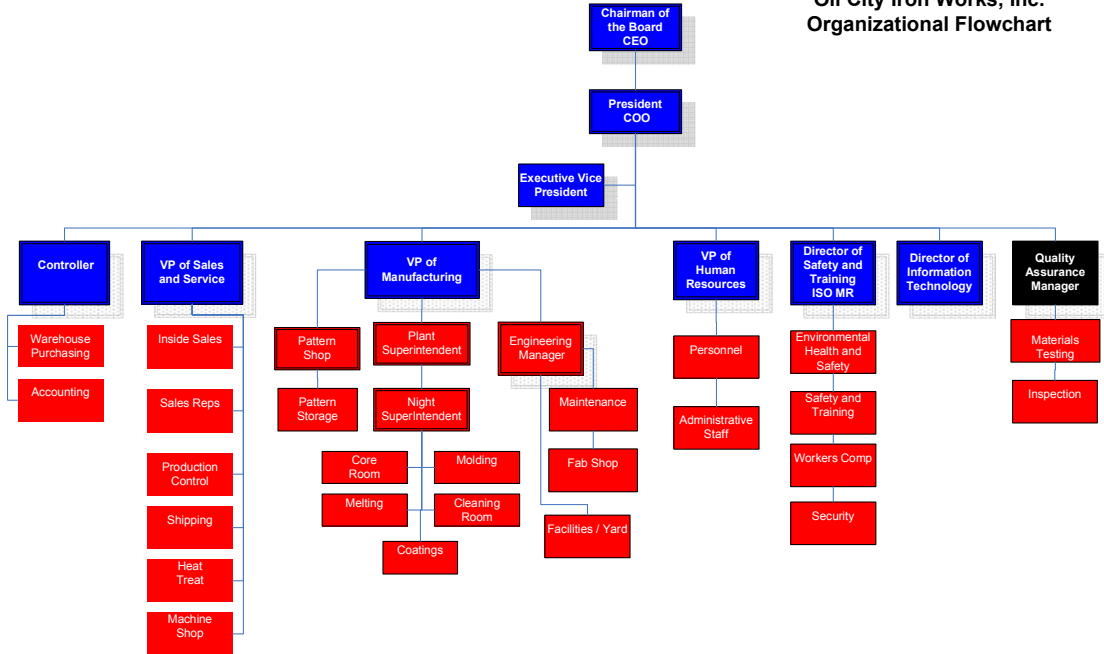 Oil City Iron Works, Inc.
Organizational Flowchart
Chairman of
the Board
CEO
President
COO
Executive Vice
President
Controller
VP of Sales
and Service
VP of
Manufacturing
VP of
Human
Resources
Director of
Safety and
Training
ISO MR
Director of
Information
Technology
Quality
Assurance
Manager
Warehouse
Purchasing
Accounting
Inside Sales
Sales Reps
Production
Control
Shipping
Heat
Treat
Machine
Shop
Pattern
Shop
Pattern
Storage
Plant
Superintendent
Night
SuperIntendent
Core
Room
Molding
Melting
Cleaning
Room
Coatings
Engineering
Manager
Maintenance
Fab Shop
Facilities / Yard
Personnel
Administrative
Staff
Environmental
Health and
Safety
Safety and
Training
Workers Comp
Security
Materials
Testing
Inspection